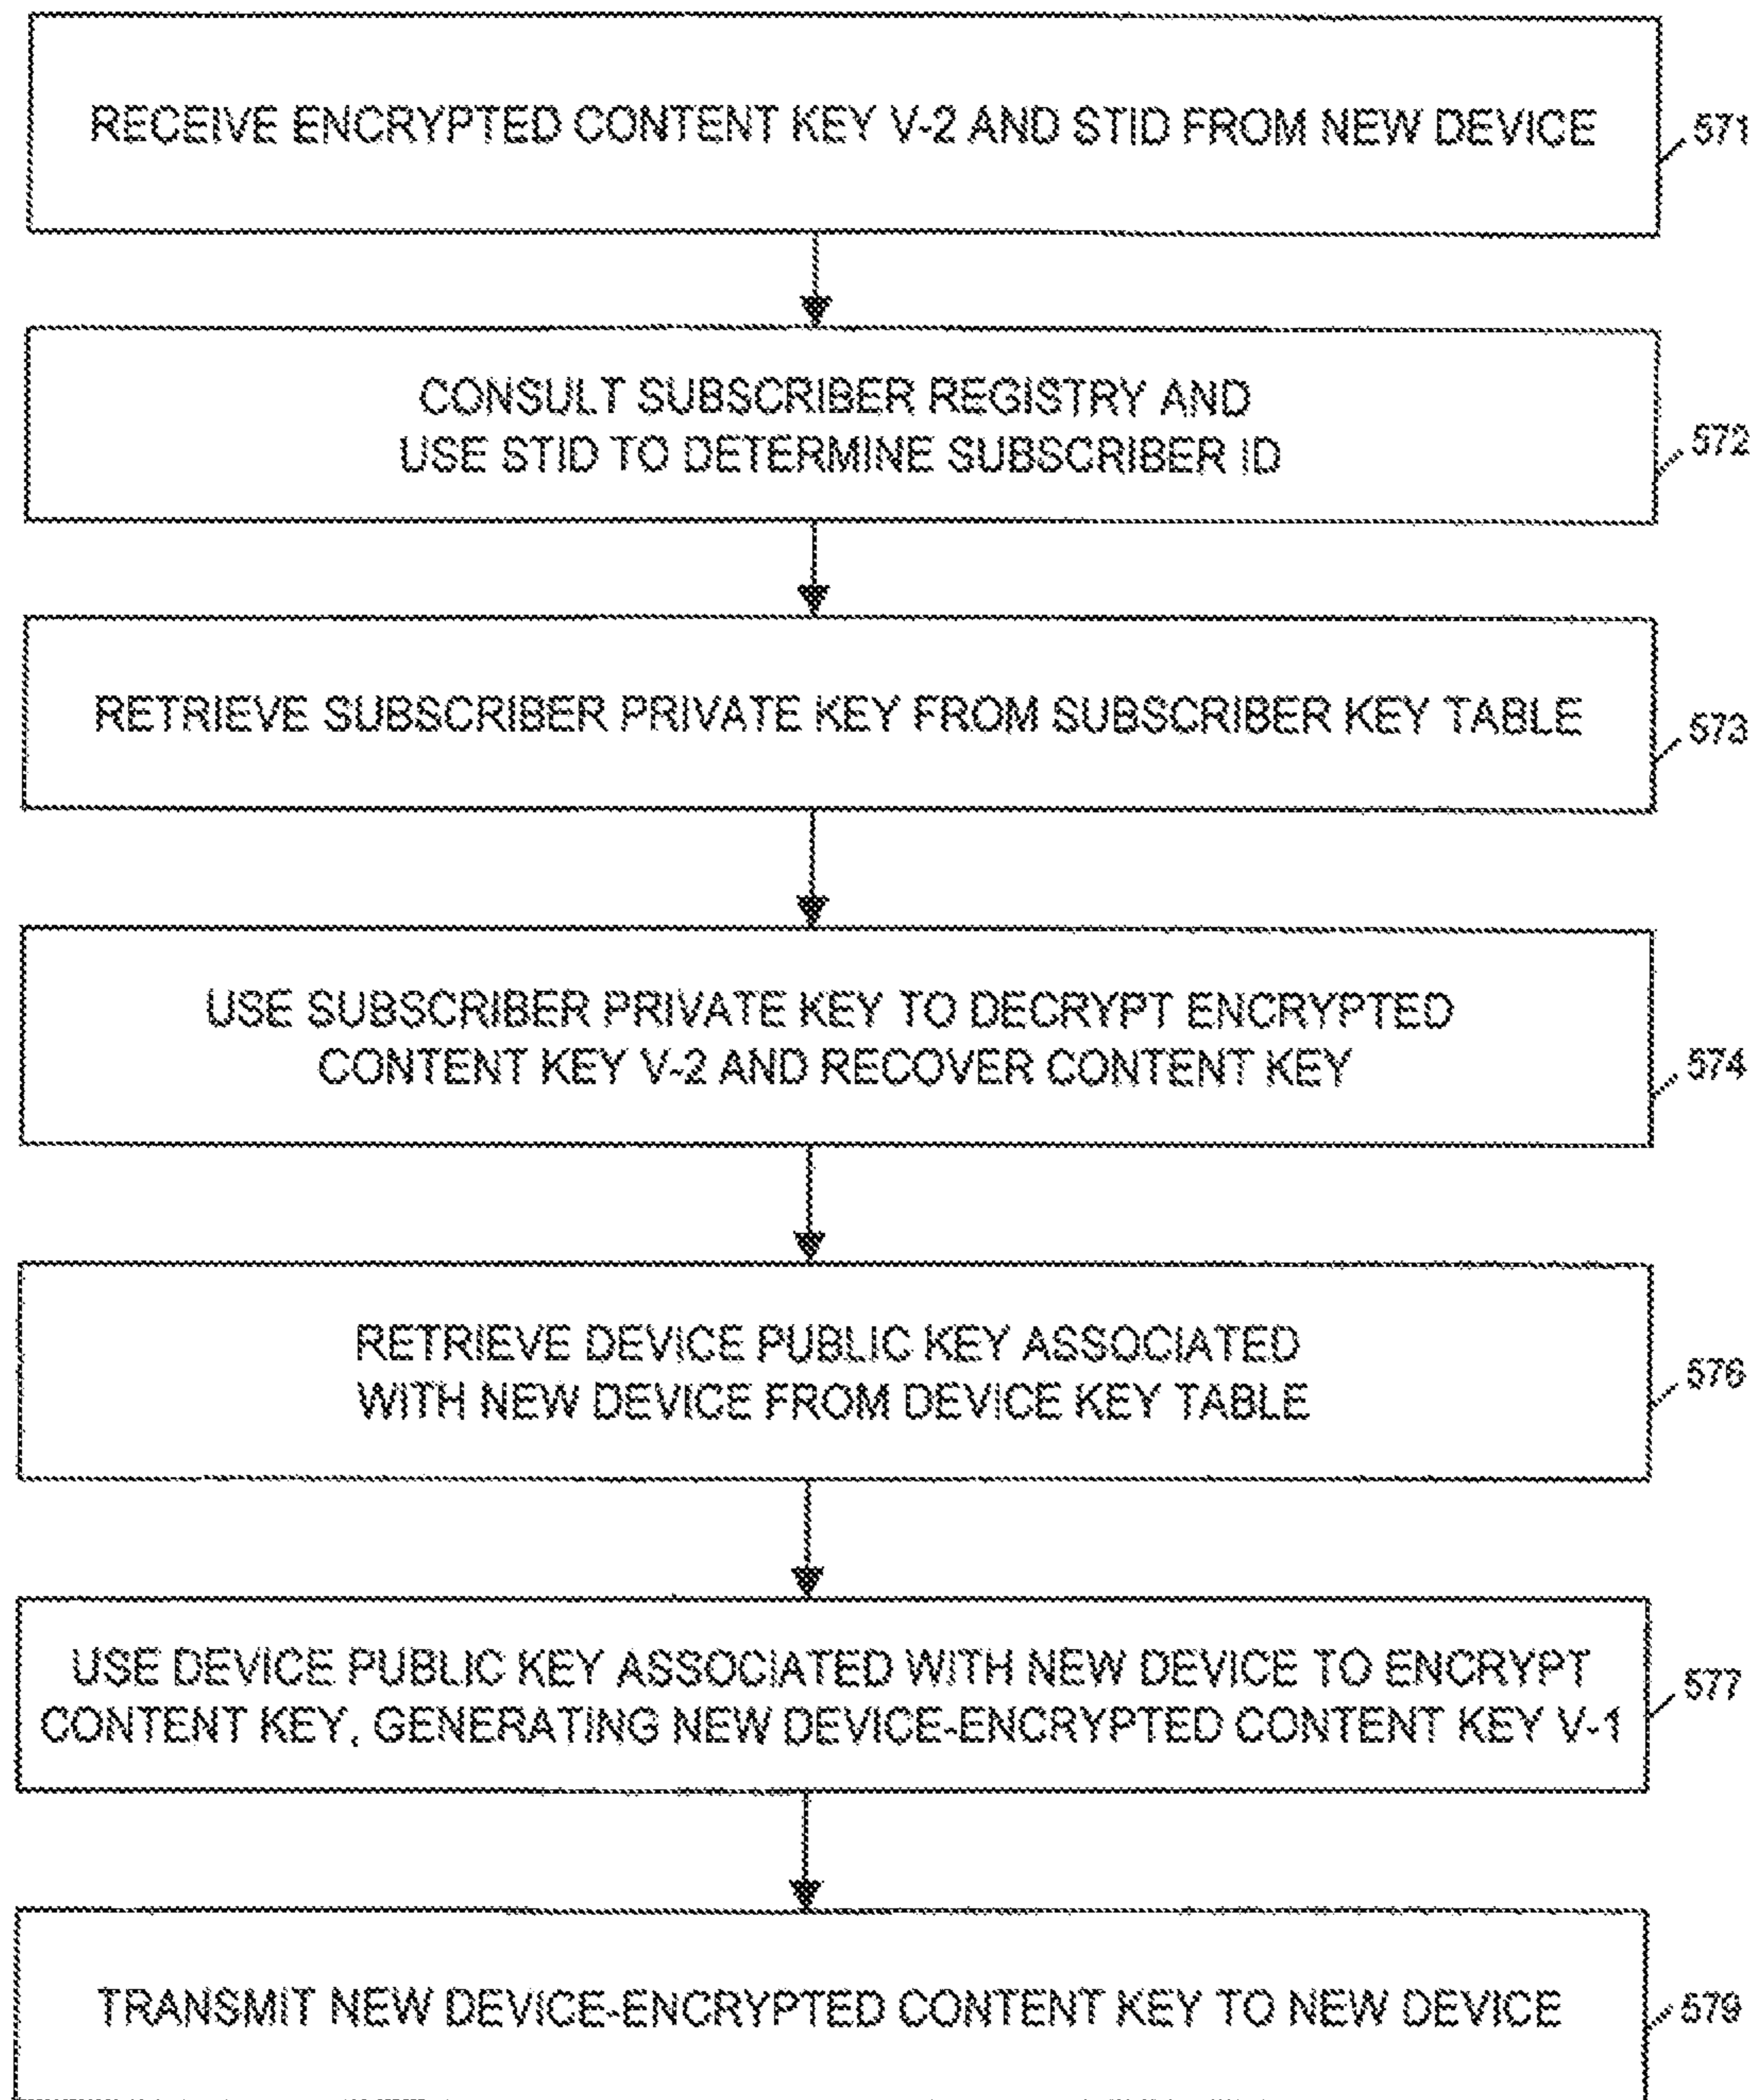 RECEIVE ENCRYPTED CONTENT KEY V-2 AND STID FROM NEW DEVICE
571
CONSULT SUBSCRIBER REGISTRY AND
USE STID TO DETERMINE SUBSCRIBER ID
572
RETRIEVE SUBSCRIBER PRIVATE KEY FROM SUBSCRIBER KEY TABLE
573
USE SUBSCRIBER PRIVATE KEY TO DECRYPT ENCRYPTED
CONTENT KEY V-2 AND RECOVER CONTENT KEY
574
RETRIEVE DEVICE PUBLIC KEY ASSOCIATED
WITH NEW DEVICE FROM DEVICE KEY TABLE
576
USE DEVICE PUBLIC KEY ASSOCIATED WITH NEW DEVICE TO ENCRYPT
CONTENT KEY, GENERATING NEW DEVICE-ENCRYPTED CONTENT KEY V-1
577
TRANSMIT NEW DEVICE-ENCRYPTED CONTENT KEY TO NEW DEVICE
579